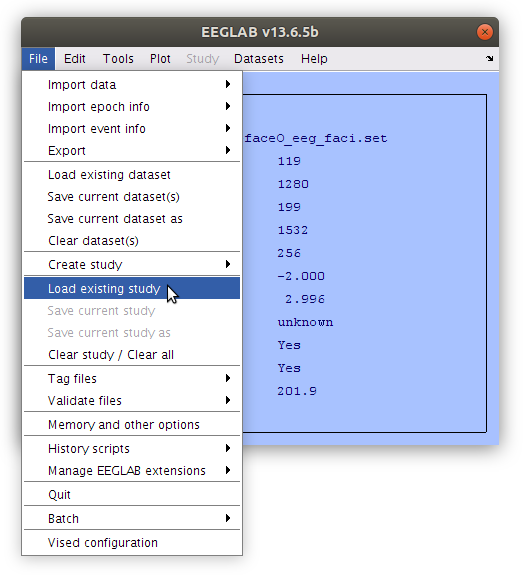 EEGLAB v13.6.5b
File Edit Tools Plot Study Datasets Help
Import data
Import epoch info
Import event info
Export
Load existing dataset
Save current dataset(s)
Save current dataset as
Clear dataset(s)
Create study
Load existing study
Save current study
Save current study as
Clear study / Clear all
Tag files
Validate files
Memory and other options
History scripts
Manage EEGLAB extensions
Quit
Batch
Vised configuration
faceO_eeg_faci.set
119
1280
199
1532
256
-2.000
2.996
unknown
Yes
Yes
201.9